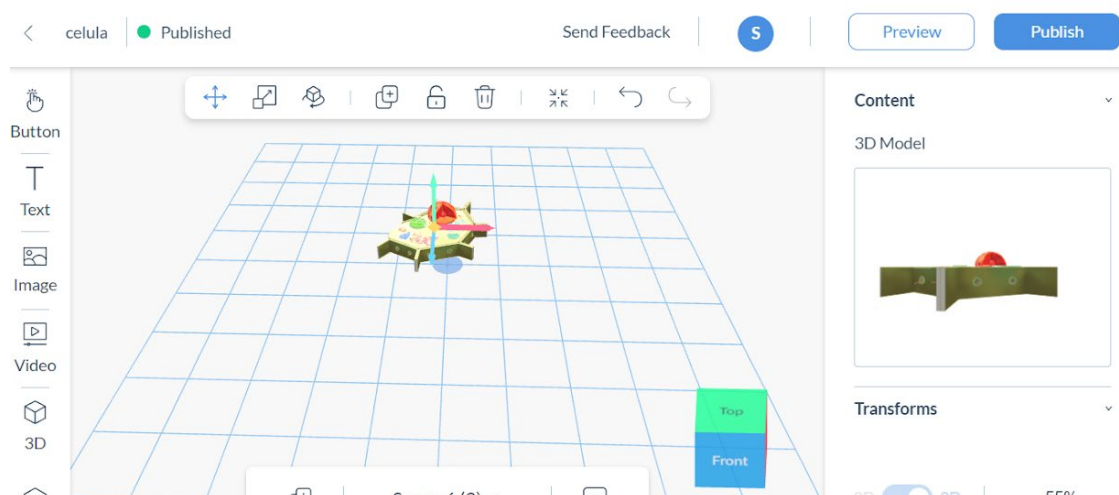 celula
Published
Send Feedback
S
Preview
Publish
Button
Text
Image
Video
3D
Top
Front
Content
3D Model
Transforms
55%